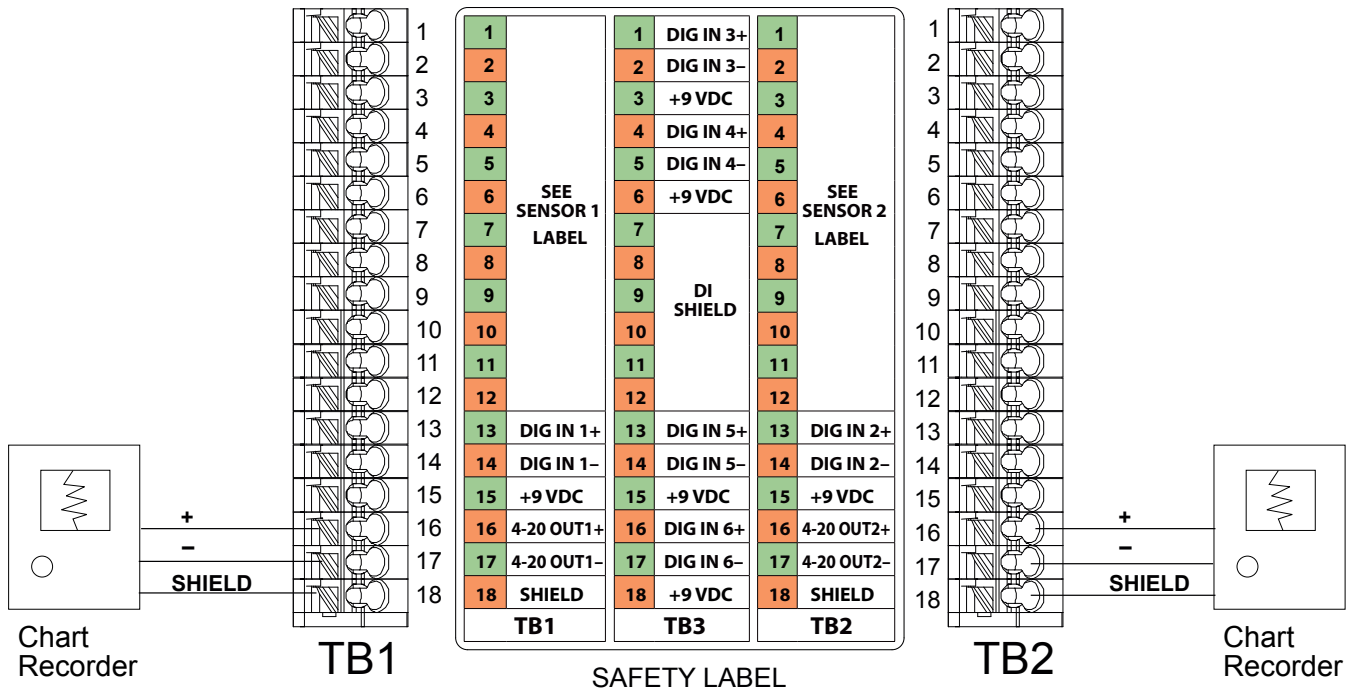 1
2
3
4
5
6
7
8
9
10
11
12
13
14
15
16
17
18
TB1
+
–
SHIELD
Chart
Recorder
1
2
3
4
5
6
7
8
9
10
11
12
SEE
SENSOR 1
LABEL
13 DIG IN 1+
14 DIG IN 1–
15 +9 VDC
16 4-20 OUT1+
17 4-20 OUT1–
18 SHIELD
TB1
1 DIG IN 3+
2 DIG IN 3–
3 +9 VDC
4 DIG IN 4+
5 DIG IN 4–
6 +9 VDC
7
8
9
10
11
12
DI
SHIELD
13 DIG IN 5+
14 DIG IN 5–
15 +9 VDC
16 DIG IN 6+
17 DIG IN 6–
18 +9 VDC
TB3
1
2
3
4
5
6
7
8
9
10
11
12
SEE
SENSOR 2
LABEL
13 DIG IN 2+
14 DIG IN 2–
15 +9 VDC
16 4-20 OUT2+
17 4-20 OUT2–
18 SHIELD
TB2
SAFETY LABEL
1
2
3
4
5
6
7
8
9
10
11
12
13
14
15
16
17
18
TB2
+
–
SHIELD
Chart
Recorder